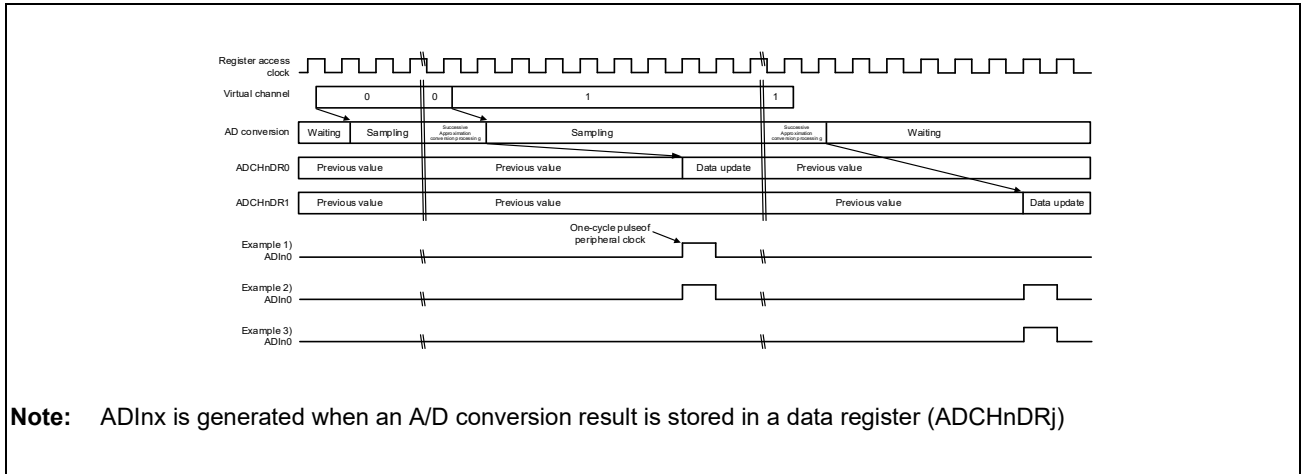 Register access
clock
Virtual channel
0
0
1
1
AD conversion
Waiting
Sampling
Successive
Approximation
conversion processing
Sampling
Successive
Approximation
conversion processing
Waiting
ADCHnDR0
Previous value
Previous value
Data update
Previous value
ADCHnDR1
Previous value
Previous value
Previous value
Data update
One-cycle pulseof
peripheral clock
Example 1)
ADIn0
Example 2)
ADIn0
Example 3)
ADIn0
Note: ADInx is generated when an A/D conversion result is stored in a data register (ADCHnDRj)